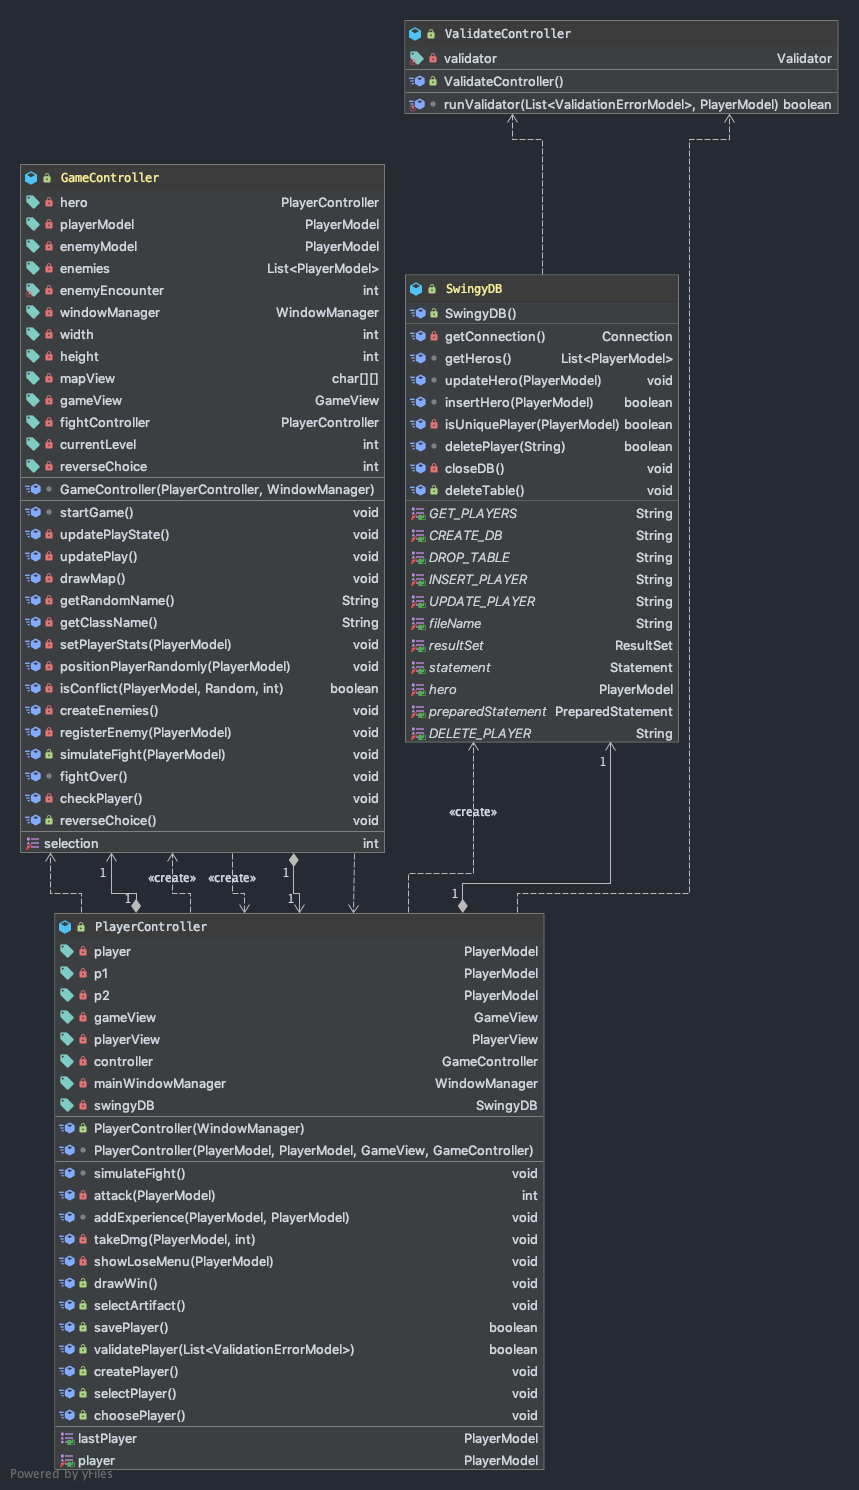 ValidateController
validator Validator
ValidateController()
runValidator(List<ValidationErrorModel>, PlayerModel) boolean
GameController
hero PlayerController
playerModel PlayerModel
enemyModel PlayerModel
enemies List<PlayerModel>
enemyEncounter int
windowManager WindowManager
width int
height int
mapView char[][]
gameView GameView
fightController PlayerController
currentLevel int
reverseChoice int
GameController(PlayerController, WindowManager)
startGame() void
updatePlayState() void
updatePlay() void
drawMap() void
getRandomName() String
getClassName() String
setPlayerStats(PlayerModel) void
positionPlayerRandomly(PlayerModel) void
isConflict(PlayerModel, Random, int) boolean
createEnemies() void
registerEnemy(PlayerModel) void
simulateFight(PlayerModel) void
fightOver() void
checkPlayer() void
reverseChoice() void
selection int
SwingyDB
SwingyDB()
getConnection() Connection
getHeros() List<PlayerModel>
updateHero(PlayerModel) void
insertHero(PlayerModel) boolean
isUniquePlayer(PlayerModel) boolean
deletePlayer(String) boolean
closeDB() void
deleteTable() void
GET_PLAYERS String
CREATE_DB String
DROP_TABLE String
INSERT_PLAYER String
UPDATE_PLAYER String
fileName String
resultSet ResultSet
statement Statement
hero PlayerModel
preparedStatement PreparedStatement
DELETE_PLAYER String
1
«create»
1
1 «create» «create» 1
1 1
PlayerController
player PlayerModel
p1 PlayerModel
p2 PlayerModel
gameView GameView
playerView PlayerView
controller GameController
mainWindowManager WindowManager
swingyDB SwingyDB
PlayerController(WindowManager)
PlayerController(PlayerModel, PlayerModel, GameView, GameController)
simulateFight() void
attack(PlayerModel) int
addExperience(PlayerModel, PlayerModel) void
takeDmg(PlayerModel, int) void
showLoseMenu(PlayerModel) void
drawWin() void
selectArtifact() void
savePlayer() boolean
validatePlayer(List<ValidationErrorModel>) boolean
createPlayer() void
selectPlayer() void
choosePlayer() void
lastPlayer PlayerModel
player PlayerModel
Powered by yFiles